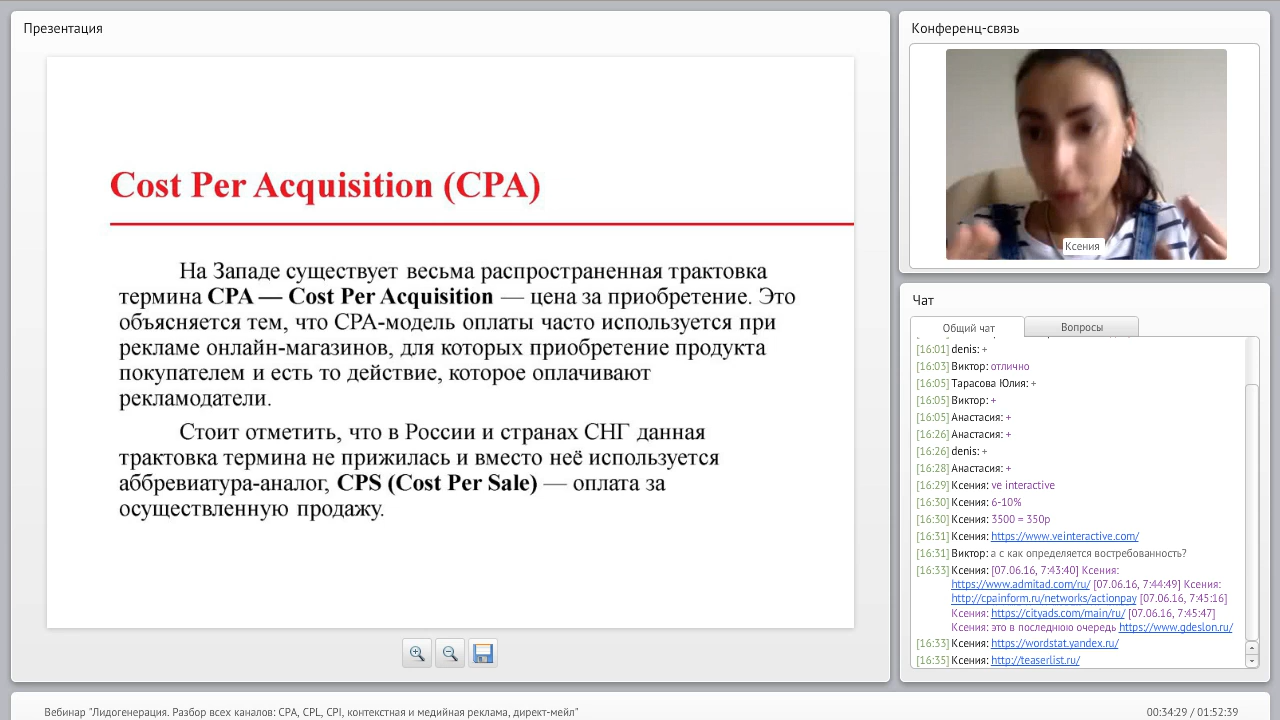 Презентация
Cost Per Acquisition (CPA)
На Западе существует весьма распространенная трактовка
термина CPA — Cost Per Acquisition — цена за приобретение. Это
объясняется тем, что CPA-модель оплаты часто используется при
рекламе онлайн-магазинов, для которых приобретение продукта
покупателем и есть то действие, которое оплачивают
рекламодатели.
Стоит отметить, что в России и странах СНГ данная
трактовка термина не прижилась и вместо неё используется
аббревиатура-аналог, CPS (Cost Per Sale) — оплата за
осуществленную продажу.
Конференц-связь
Ксения
Чат
Общий чат
Вопросы
[16:01] denis: +
[16:03] Виктор: отлично
[16:05] Тарасова Юлия: +
[16:05] Виктор: +
[16:05] Анастасия: +
[16:26] Анастасия: +
[16:26] denis: +
[16:28] Анастасия: +
[16:29] Ксения: ve interactive
[16:30] Ксения: 6-10%
[16:30] Ксения: 3500 = 350р
[16:31] Ксения: https://www.veinteractive.com/
[16:31] Виктор: а с как определяется востребованность?
[16:33] Ксения: [07.06.16, 7:43:40] Ксения:
https://www.admitad.com/ru/ [07.06.16, 7:44:49] Ксения:
http://cpainform.ru/networks/actionpay [07.06.16, 7:45:16]
Ксения: https://cityads.com/main/ru/ [07.06.16, 7:45:47]
Ксения: это в последнюю очередь https://www.gdeslon.ru/
[16:33] Ксения: https://wordstat.yandex.ru/
[16:35] Ксения: http://teaserlist.ru/
Вебинар "Лидогенерация. Разбор всех каналов: CPA, CPL, CPI, контекстная и медийная реклама, директ-мейл"
00:34:29 / 01:52:39